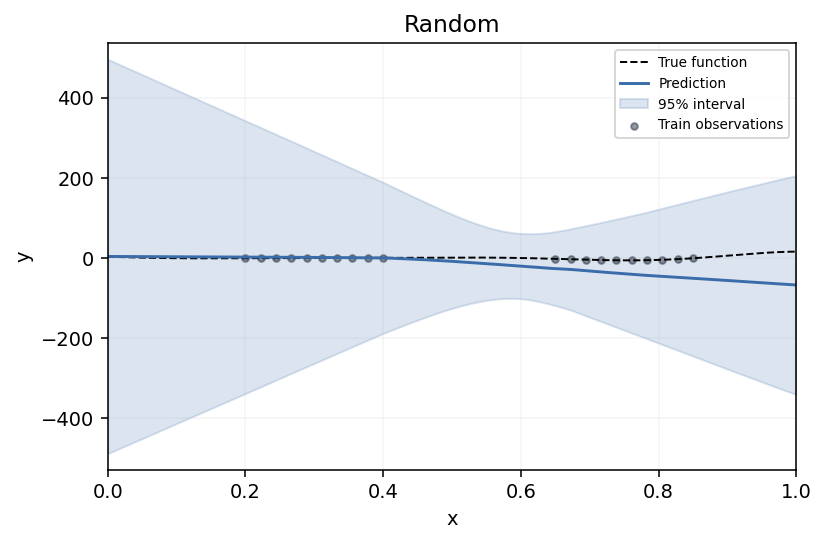 Random
True function
Prediction
95% interval
Train observations
400
200
0
−200
−400
y
0.0 0.2 0.4 0.6 0.8 1.0
x